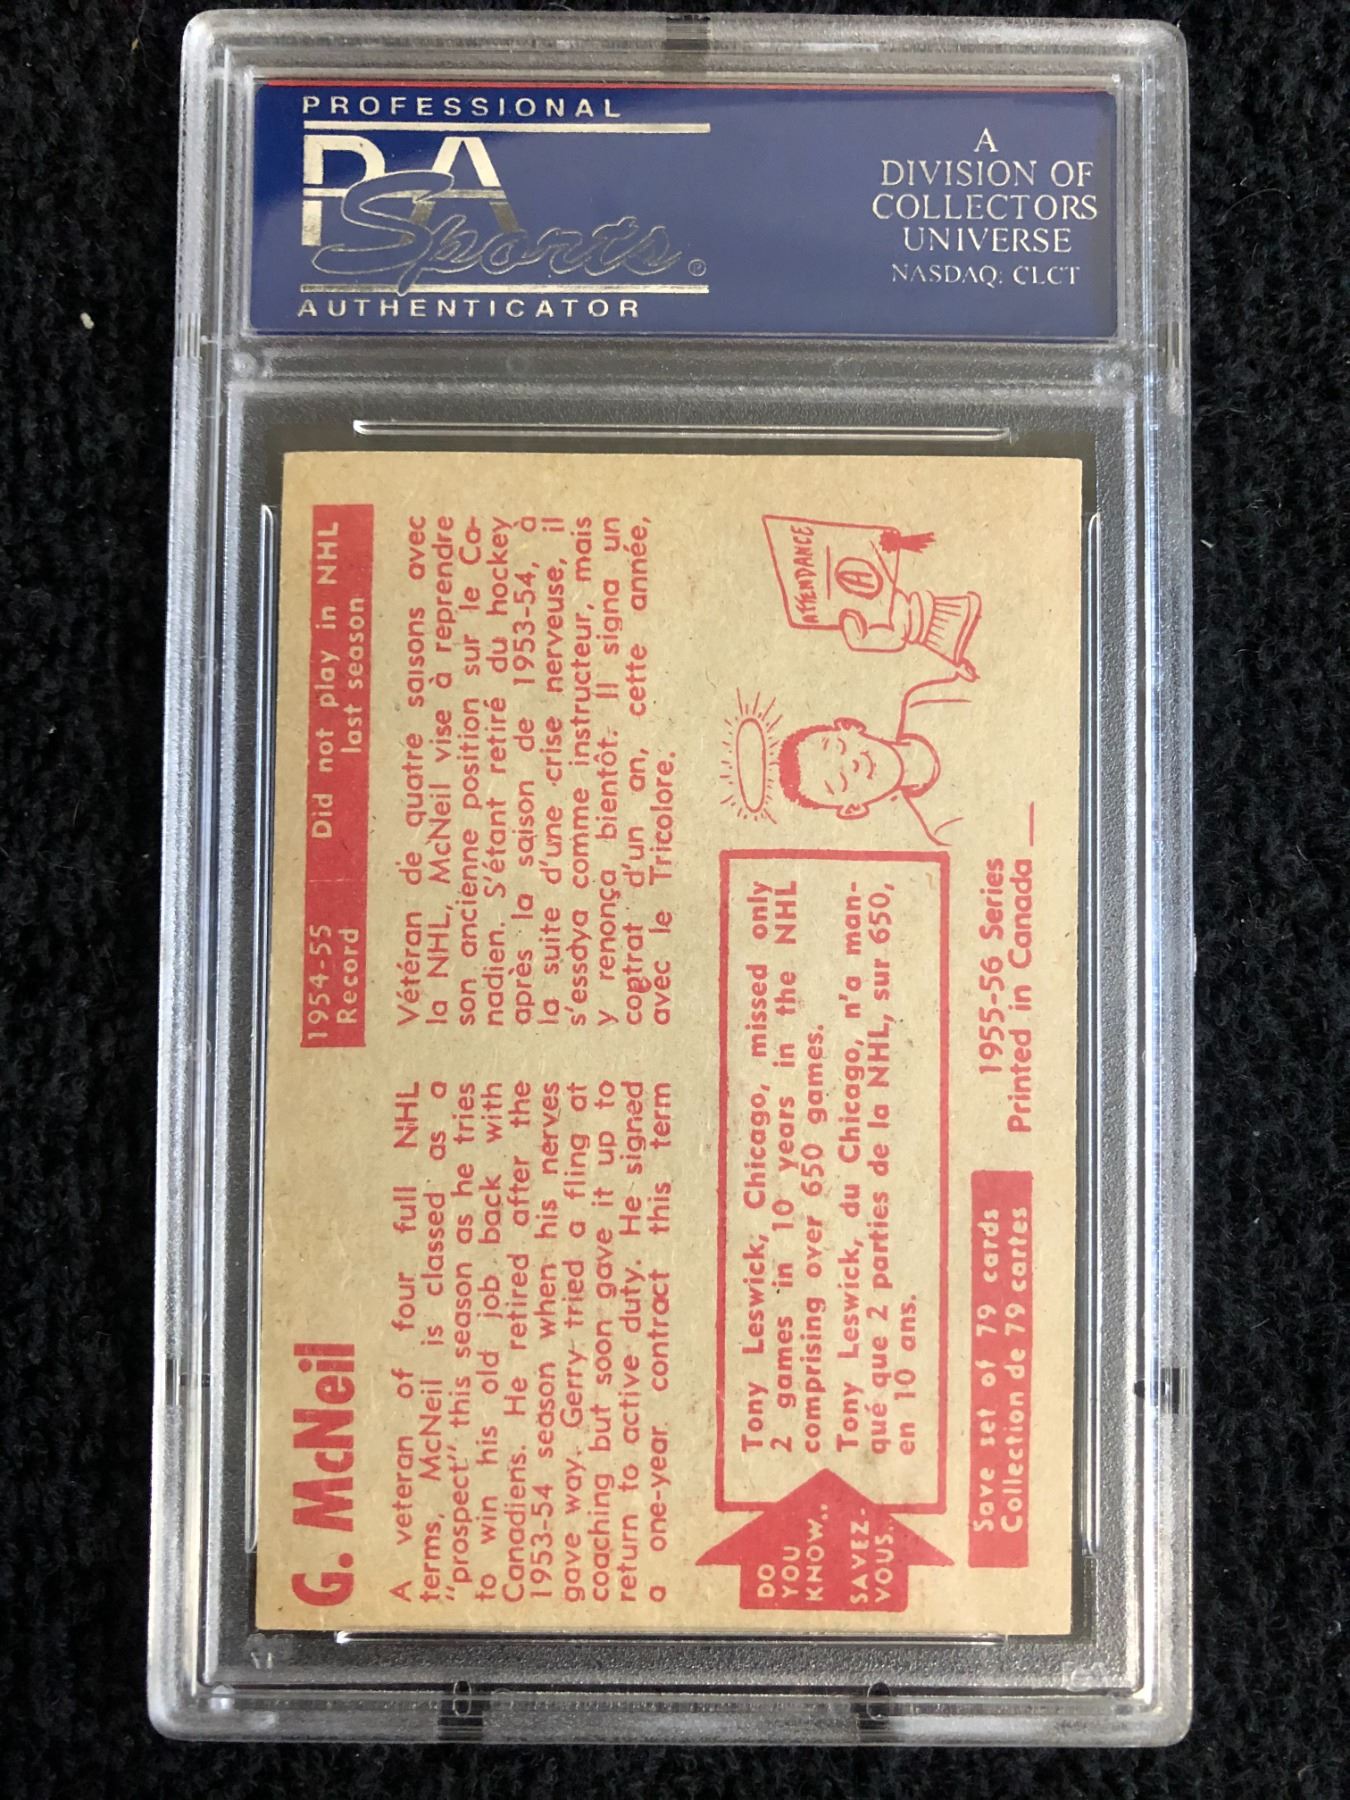 PROFESSIONAL
PSA
Sports
AUTHENTICATOR
A
DIVISION OF
COLLECTORS
UNIVERSE
NASDAQ: CLCT
G. McNeil
1954-55
Record
Did not play in NHL
last season
A veteran of four full NHL
terms, McNeil is classed as a
"prospect" this season as he tries
to win his old job back with
Canadiens. He retired after the
1953-54 season when his nerves
gave way. Gerry tried a fling at
coaching but soon gave it up to
return to active duty. He signed
a one-year contract this term
Vétéran de quatre saisons avec
la NHL, McNeil vise à reprendre
son ancienne position sur le Ca-
nadien. S'étant retiré du hockey
après la saison de 1953-54, à
la suite d'une crise nerveuse, il
s'essaya comme instructeur, mais
y renonça bientôt. Il signa un
contrat d'un an, cette année,
avec le Tricolore.
DO
YOU
KNOW..
SAVEZ-
VOUS..
Tony Leswick, Chicago, missed only
2 games in 10 years in the NHL
comprising over 650 games.
Tony Leswick, du Chicago, n'a man-
qué que 2 parties de la NHL, sur 650,
en 10 ans.
ATTENDANCE
A
Save set of 79 cards
Collection de 79 cartes
1955-56 Series
Printed in Canada